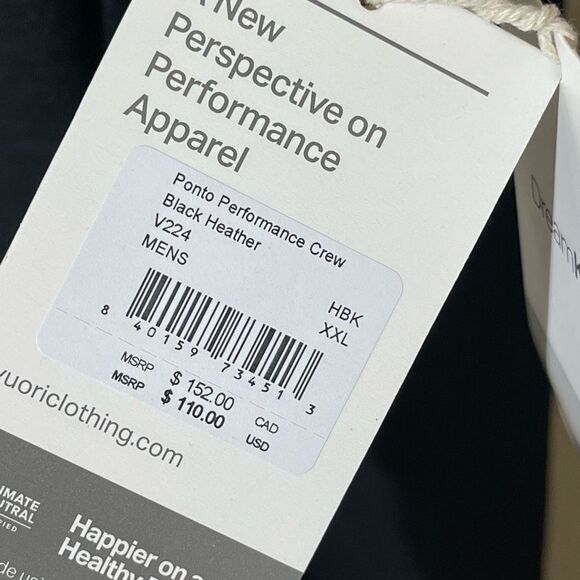 A New
Perspective on
Performance
Apparel
Ponto Performance Crew
Black Heather
V224
MENS
HBK
XXL
8 40159 73451 3
MSRP $ 152.00 CAD
MSRP $ 110.00 USD
vuoriclothing.com
Happier on a
Healthy